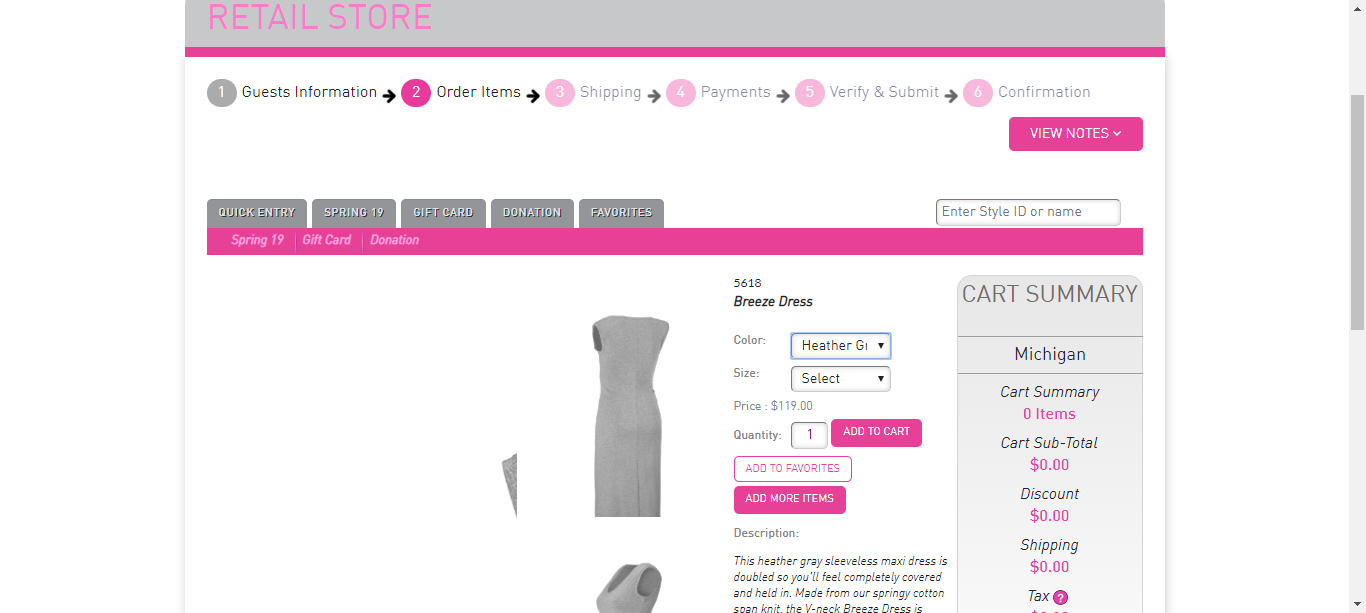 RETAIL STORE
1 Guests Information 2 Order Items 3 Shipping 4 Payments 5 Verify & Submit 6 Confirmation
VIEW NOTES
QUICK ENTRY SPRING 19 GIFT CARD DONATION FAVORITES
Enter Style ID or name
Spring 19 Gift Card Donation
5618
Breeze Dress
Color: Heather Gr
Size: Select
Price : $119.00
Quantity: 1 ADD TO CART
ADD TO FAVORITES
ADD MORE ITEMS
Description:
This heather gray sleeveless maxi dress is
doubled so you'll feel completely covered
and held in. Made from our springy cotton
span knit, the V-neck Breeze Dress is
CART SUMMARY
Michigan
Cart Summary
0 Items
Cart Sub-Total
$0.00
Discount
$0.00
Shipping
$0.00
Tax ?